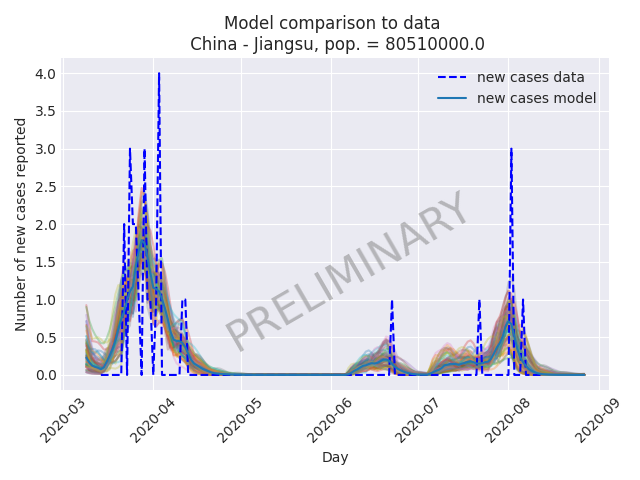 Model comparison to data
China - Jiangsu, pop. = 80510000.0
new cases data
new cases model
Number of new cases reported
4.0
3.5
3.0
2.5
2.0
1.5
1.0
0.5
0.0
PRELIMINARY
2020-03
2020-04
2020-05
2020-06
2020-07
2020-08
2020-09
Day